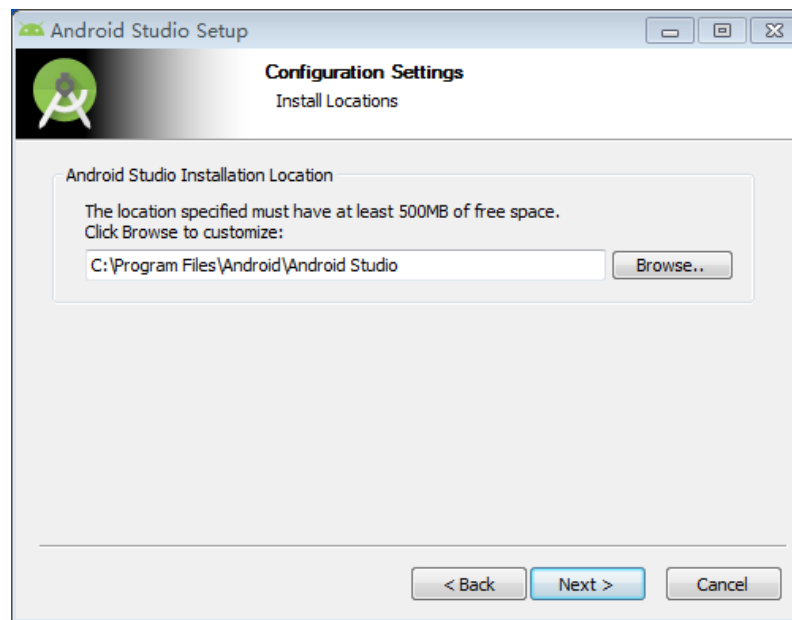 Android Studio Setup
Configuration Settings
Install Locations
Android Studio Installation Location
The location specified must have at least 500MB of free space.
Click Browse to customize:
C:\Program Files\Android\Android Studio
Browse..
< Back
Next >
Cancel